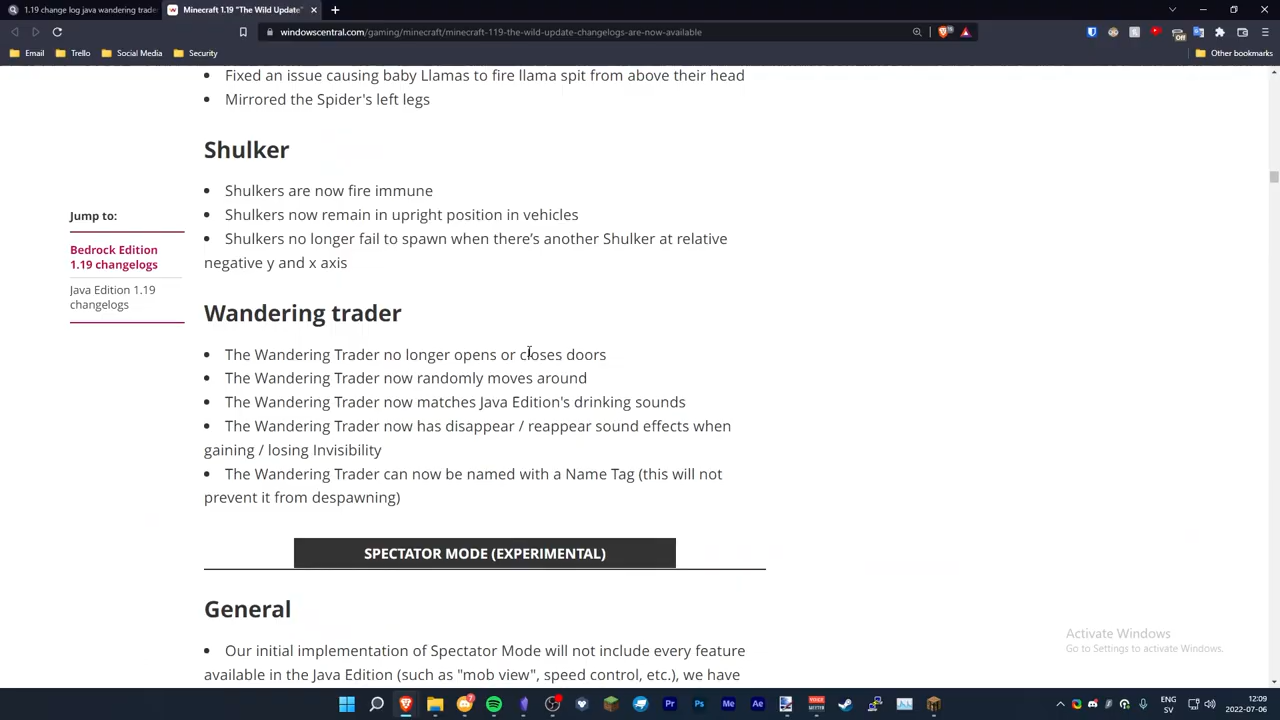 1.19 change log java wandering trader
Minecraft 1.19 "The Wild Update"
windowscentral.com/gaming/minecraft/minecraft-119-the-wild-update-changelogs-are-now-available
Email
Trello
Social Media
Security
Other bookmarks
Fixed an issue causing baby Llamas to fire llama spit from above their head
Mirrored the Spider's left legs
Shulker
Shulkers are now fire immune
Shulkers now remain in upright position in vehicles
Shulkers no longer fail to spawn when there's another Shulker at relative
negative y and x axis
Jump to:
Bedrock Edition
1.19 changelogs
Java Edition 1.19
changelogs
Wandering trader
The Wandering Trader no longer opens or closes doors
The Wandering Trader now randomly moves around
The Wandering Trader now matches Java Edition's drinking sounds
The Wandering Trader now has disappear / reappear sound effects when
gaining / losing Invisibility
The Wandering Trader can now be named with a Name Tag (this will not
prevent it from despawning)
SPECTATOR MODE (EXPERIMENTAL)
General
Our initial implementation of Spectator Mode will not include every feature
available in the Java Edition (such as "mob view", speed control, etc.), we have
Activate Windows
Go to Settings to activate Windows.
Pr
Ps
Me
Ae
ENG
SV
12:09
2022-07-06